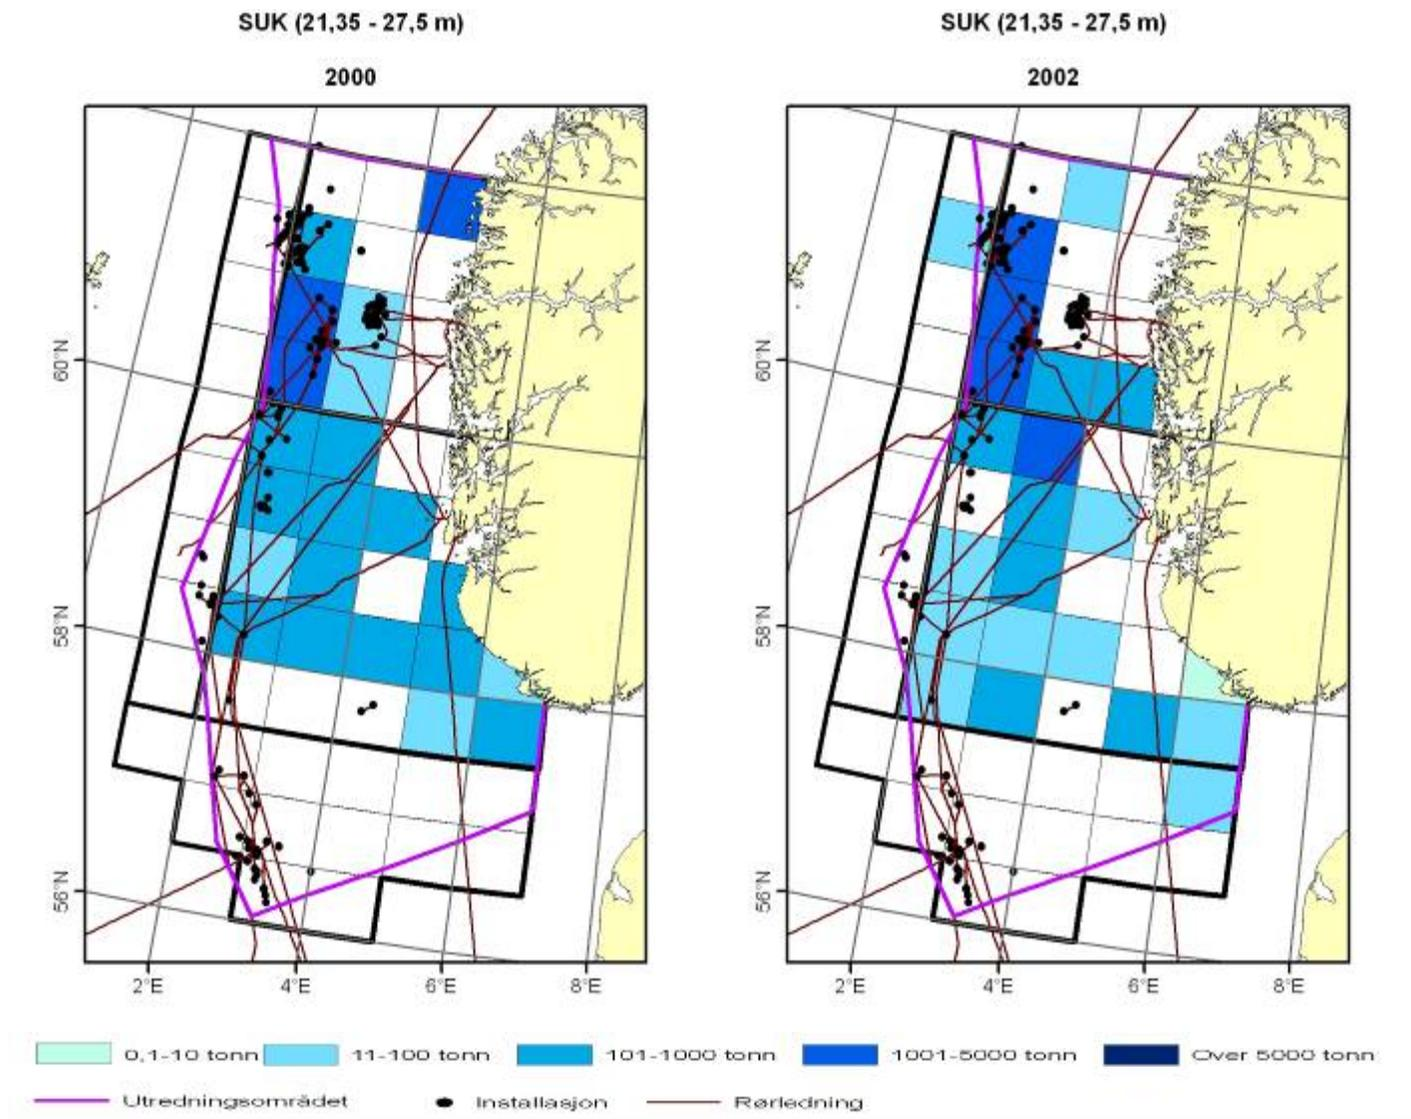 SUK (21,35 - 27,5 m) SUK (21,35 - 27,5 m)
2000 2002
60°N 60°N
58°N 58°N
56°N 56°N
2°E 4°E 6°E 8°E 2°E 4°E 6°E 8°E
0,1-10 tonn 11-100 tonn 101-1000 tonn 1001-5000 tonn Over 5000 tonn
Utredningsområdet Installasjon Rørledning